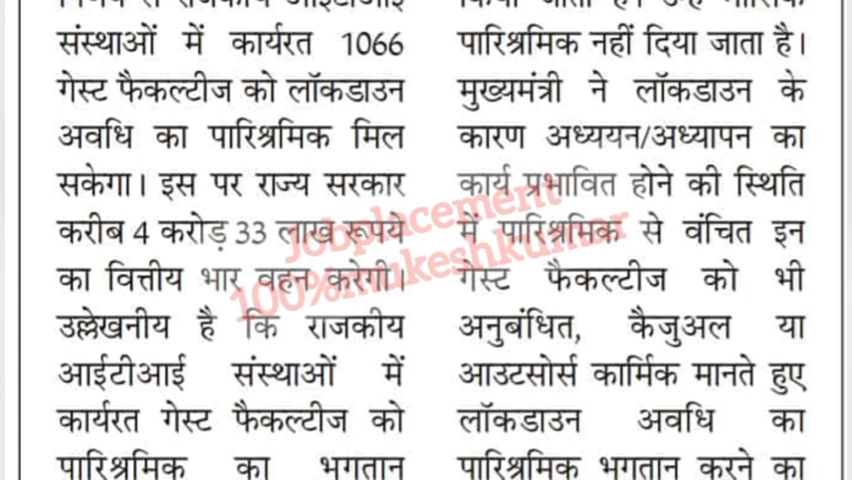 संस्थाओं में कार्यरत 1066
गेस्ट फैकल्टीज को लॉकडाउन
अवधि का पारिश्रमिक मिल
सकेगा। इस पर राज्य सरकार
करीब 4 करोड़ 33 लाख रूपये
का वित्तीय भार वहन करेगी।
उल्लेखनीय है कि राजकीय
आईटीआई संस्थाओं में
कार्यरत गेस्ट फैकल्टीज को
पारिश्रमिक का भुगतान
पारिश्रमिक नहीं दिया जाता है।
मुख्यमंत्री ने लॉकडाउन के
कारण अध्ययन/अध्यापन का
कार्य प्रभावित होने की स्थिति
में पारिश्रमिक से वंचित इन
गेस्ट फैकल्टीज को भी
अनुबंधित, कैजुअल या
आउटसोर्स कार्मिक मानते हुए
लॉकडाउन अवधि का
पारिश्रमिक भुगतान करने का
Jobplacement
100%mukeshkumar